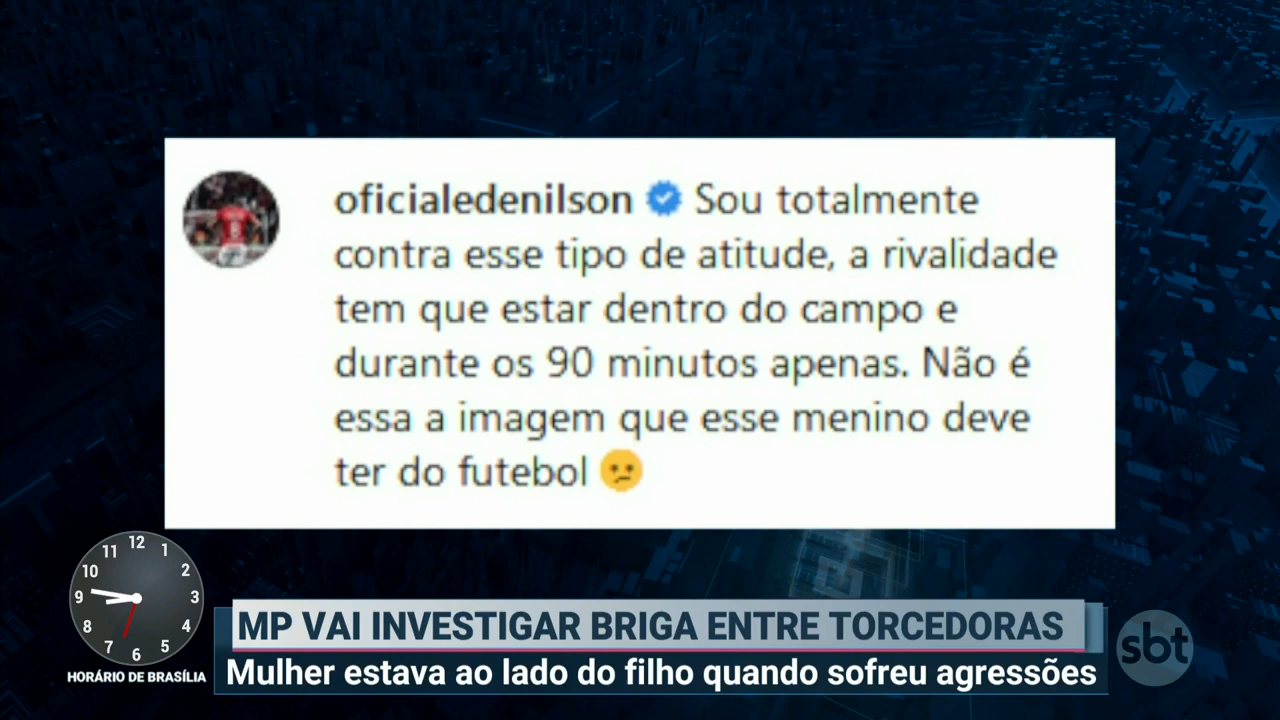 oficialedenilson Sou totalmente
contra esse tipo de atitude, a rivalidade
tem que estar dentro do campo e
durante os 90 minutos apenas. Não é
essa a imagem que esse menino deve
ter do futebol 😕
12
11
1
10
2
9
3
8
4
7
5
6
HORÁRIO DE BRASÍLIA
MP VAI INVESTIGAR BRIGA ENTRE TORCEDORAS
Mulher estava ao lado do filho quando sofreu agressões
sbt